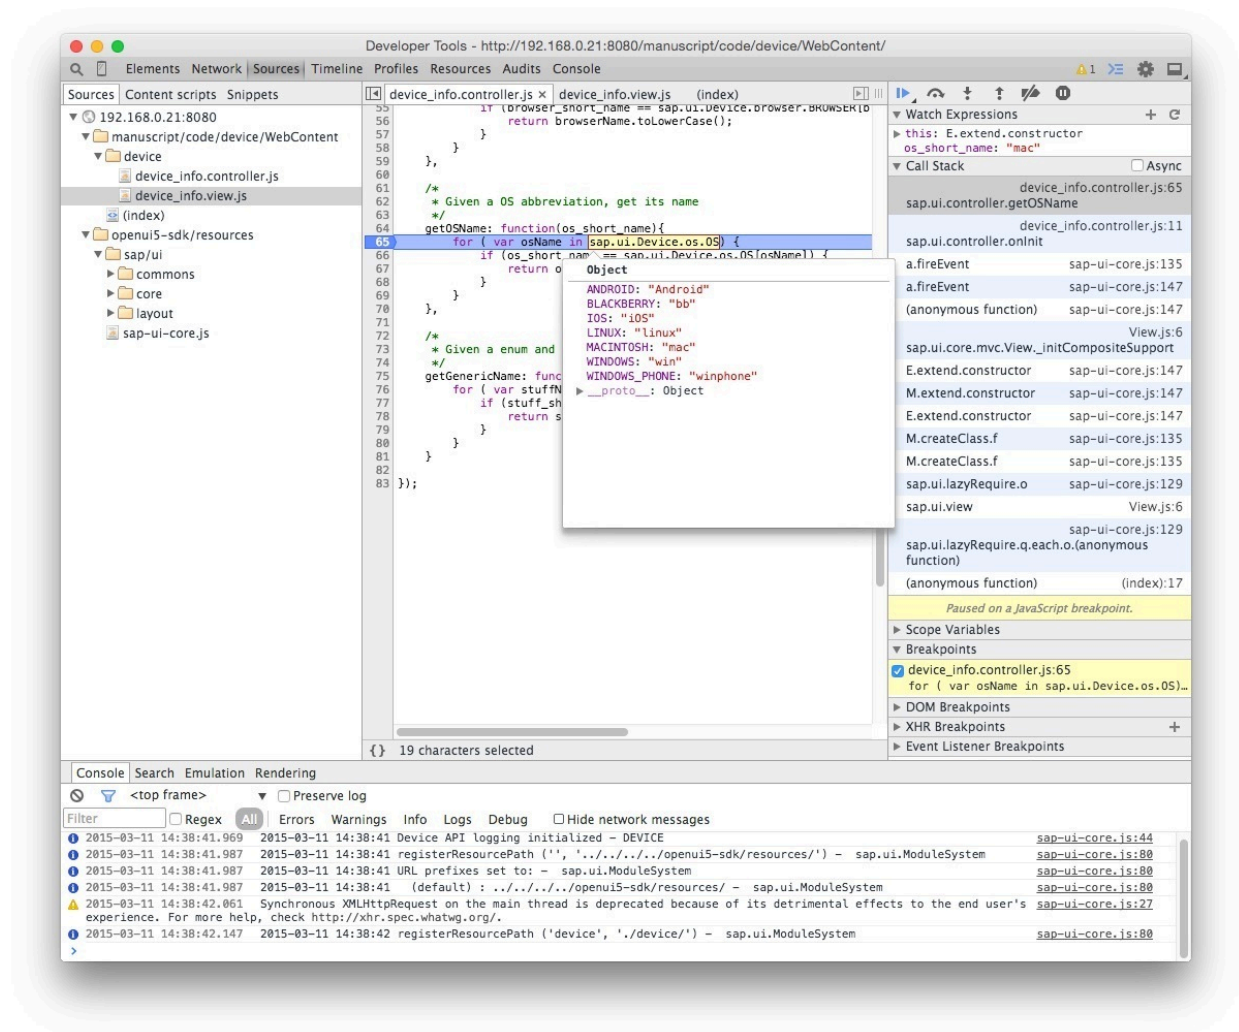 Developer Tools - http://192.168.0.21:8080/manuscript/code/device/WebContent/
Elements Network Sources Timeline Profiles Resources Audits Console
1
Sources Content scripts Snippets
192.168.0.21:8080
manuscript/code/device/WebContent
device
device_info.controller.js
device_info.view.js
(index)
openui5-sdk/resources
sap/ui
commons
core
layout
sap-ui-core.js
device_info.controller.js × device_info.view.js (index)
55 if (browser_short_name == sap.ui.Device.browser.BROWSER[b
56 return browserName.toLowerCase();
57 }
58 }
59 },
60
61 /*
62 * Given a OS abbreviation, get its name
63 */
64 getOSName: function(os_short_name){
65 for ( var osName in sap.ui.Device.os.OS) {
66 if (os_short_name == sap.ui.Device.os.OS[osName]) {
67 return o
68 }
69 }
70 },
71
72 /*
73 * Given a enum and
74 */
75 getGenericName: func
76 for ( var stuffN
77 if (stuff_sh
78 return s
79 }
80 }
81 }
82
83 });
Object
ANDROID: "Android"
BLACKBERRY: "bb"
IOS: "iOS"
LINUX: "linux"
MACINTOSH: "mac"
WINDOWS: "win"
WINDOWS_PHONE: "winphone"
__proto__: Object
{} 19 characters selected
Watch Expressions
this: E.extend.constructor
os_short_name: "mac"
Call Stack Async
device_info.controller.js:65
sap.ui.controller.getOSName
device_info.controller.js:11
sap.ui.controller.onInit
a.fireEvent sap-ui-core.js:135
a.fireEvent sap-ui-core.js:147
(anonymous function) sap-ui-core.js:147
View.js:6
sap.ui.core.mvc.View._initCompositeSupport
E.extend.constructor sap-ui-core.js:147
M.extend.constructor sap-ui-core.js:147
E.extend.constructor sap-ui-core.js:147
M.createClass.f sap-ui-core.js:135
M.createClass.f sap-ui-core.js:135
sap.ui.lazyRequire.o sap-ui-core.js:129
sap.ui.view View.js:6
sap-ui-core.js:129
sap.ui.lazyRequire.q.each.o.(anonymous
function)
(anonymous function) (index):17
Paused on a JavaScript breakpoint.
Scope Variables
Breakpoints
device_info.controller.js:65
for ( var osName in sap.ui.Device.os.OS)…
DOM Breakpoints
XHR Breakpoints
Event Listener Breakpoints
Console Search Emulation Rendering
<top frame> Preserve log
Filter Regex All Errors Warnings Info Logs Debug Hide network messages
2015-03-11 14:38:41.969 2015-03-11 14:38:41 Device API logging initialized - DEVICE sap-ui-core.js:44
2015-03-11 14:38:41.987 2015-03-11 14:38:41 registerResourcePath ('', '../../../../openui5-sdk/resources/') - sap.ui.ModuleSystem sap-ui-core.js:80
2015-03-11 14:38:41.987 2015-03-11 14:38:41 URL prefixes set to: - sap.ui.ModuleSystem sap-ui-core.js:80
2015-03-11 14:38:41.987 2015-03-11 14:38:41 (default) : ../../../../openui5-sdk/resources/ - sap.ui.ModuleSystem sap-ui-core.js:80
2015-03-11 14:38:42.061 Synchronous XMLHttpRequest on the main thread is deprecated because of its detrimental effects to the end user's sap-ui-core.js:27
experience. For more help, check http://xhr.spec.whatwg.org/.
2015-03-11 14:38:42.147 2015-03-11 14:38:42 registerResourcePath ('device', './device/') - sap.ui.ModuleSystem sap-ui-core.js:80